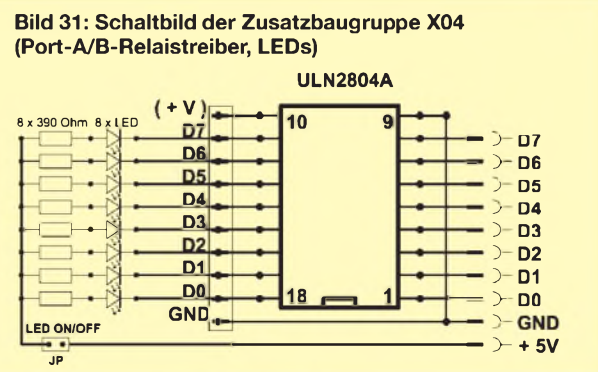 Bild 31: Schaltbild der Zusatzbaugruppe X04
(Port-A/B-Relaistreiber, LEDs)
ULN2804A
8 x 390 Ohm 8 x LED
( + V )
10 9
D7 D7
D6 D6
D5 D5
D4 D4
D3 D3
D2 D2
D1 D1
D0 18 1 D0
GND GND
LED ON/OFF
JP
+ 5V